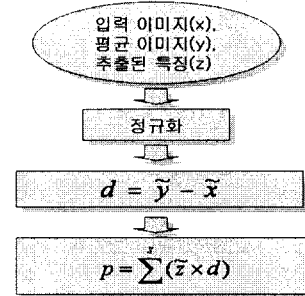 입력 이미지(x),
평균 이미지(y),
추출된 특징(z)
정규화
d = ỹ − x̃
p = ∑ᶻ (z̃ × d)